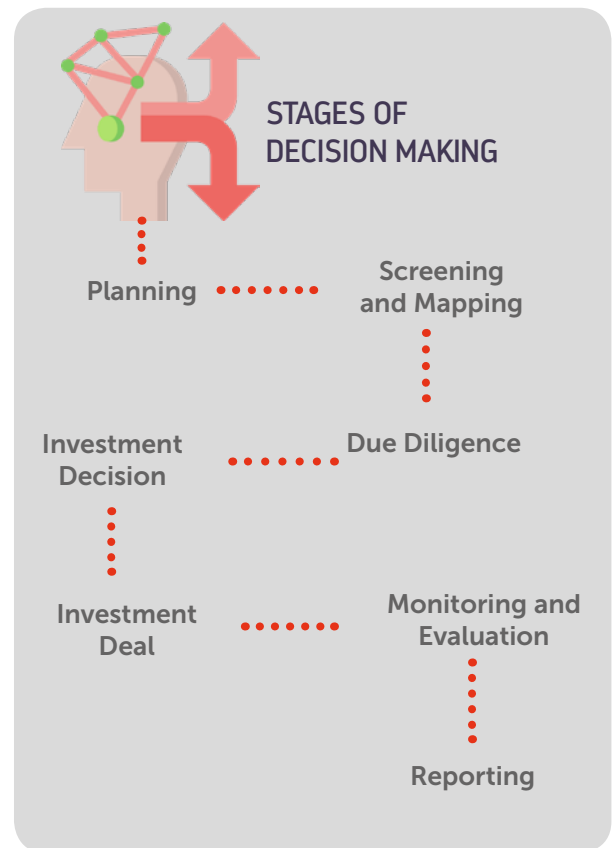 STAGES OF
DECISION MAKING
Planning
Screening
and Mapping
Due Diligence
Investment
Decision
Investment
Deal
Monitoring and
Evaluation
Reporting